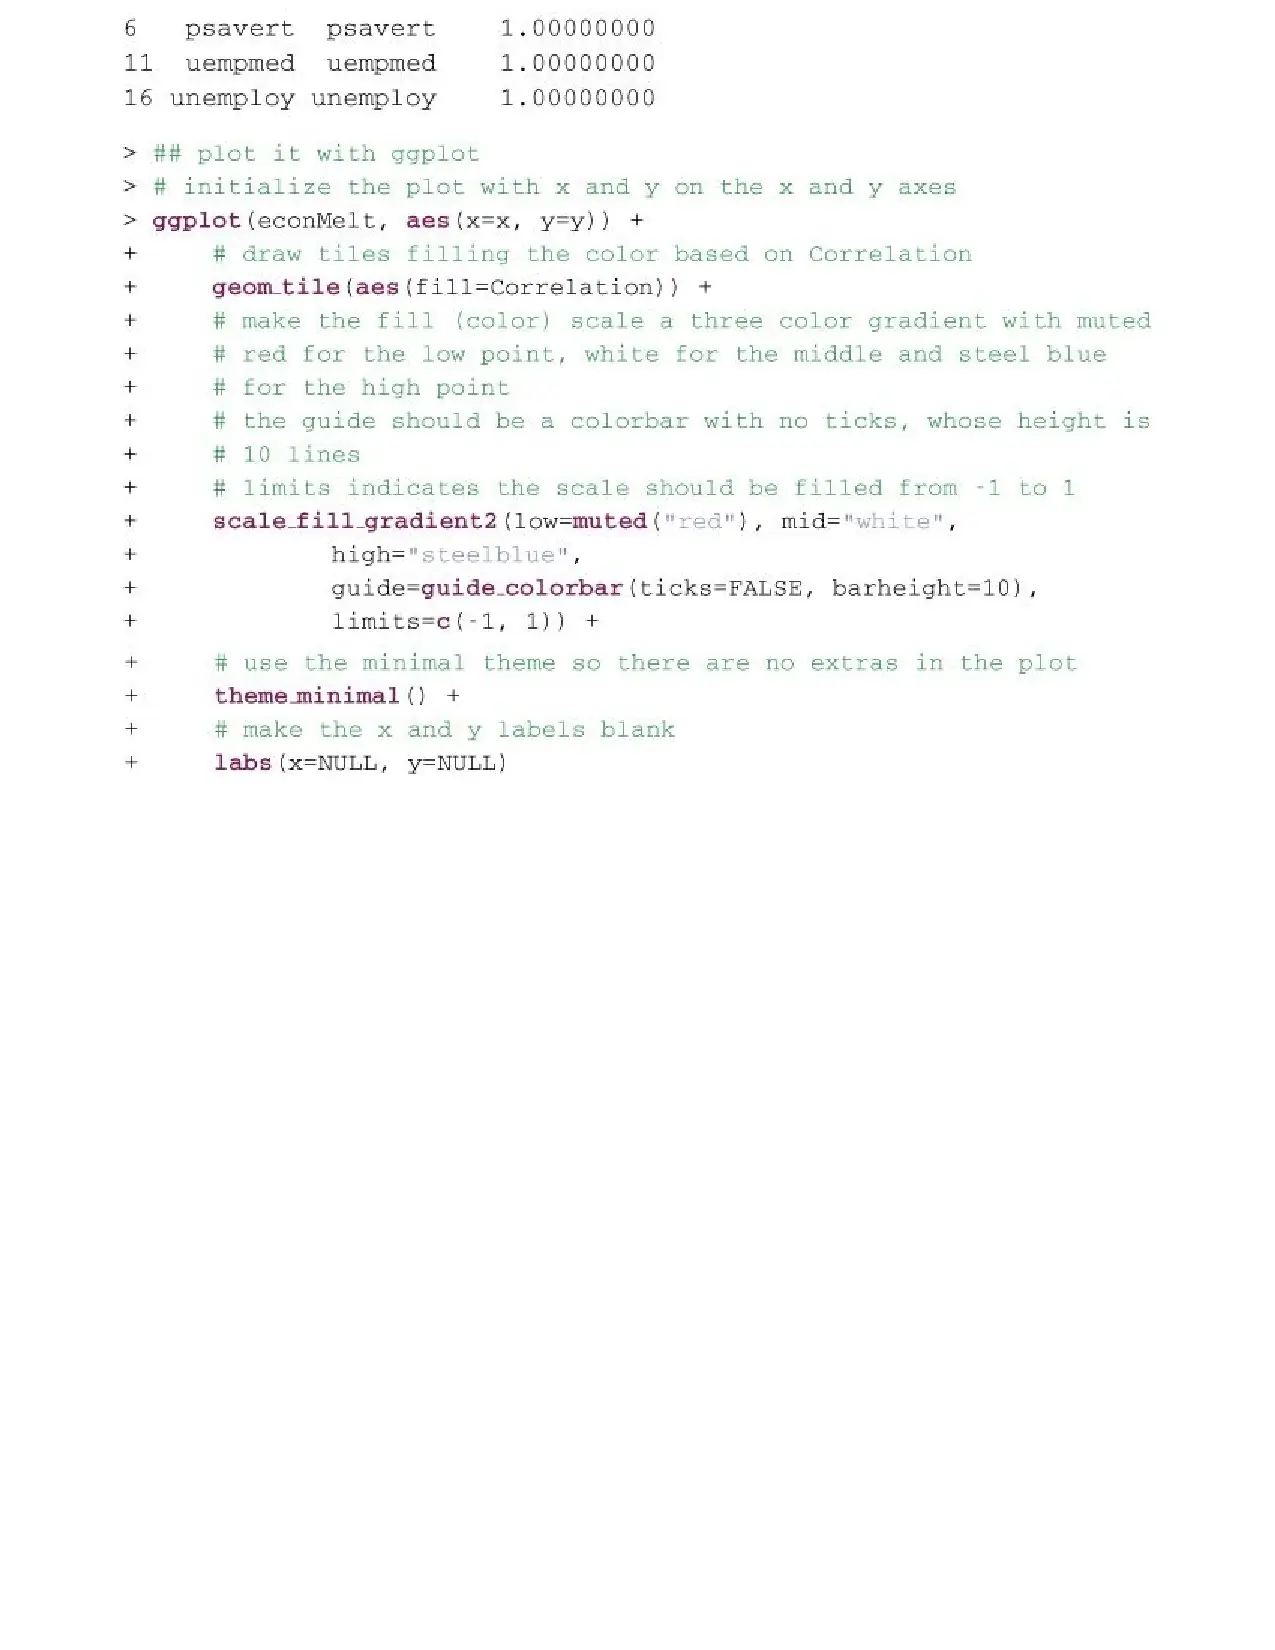 6   psavert  psavert    1.00000000
11  uempmed  uempmed    1.00000000
16 unemploy unemploy    1.00000000
> ## plot it with ggplot
> # initialize the plot with x and y on the x and y axes
> ggplot(econMelt, aes(x=x, y=y)) +
+     # draw tiles filling the color based on Correlation
+     geom_tile(aes(fill=Correlation)) +
+     # make the fill (color) scale a three color gradient with muted
+     # red for the low point, white for the middle and steel blue
+     # for the high point
+     # the guide should be a colorbar with no ticks, whose height is
+     # 10 lines
+     # limits indicates the scale should be filled from -1 to 1
+     scale_fill_gradient2(low=muted("red"), mid="white",
+             high="steelblue",
+             guide=guide_colorbar(ticks=FALSE, barheight=10),
+             limits=c(-1, 1)) +
+     # use the minimal theme so there are no extras in the plot
+     theme_minimal() +
+     # make the x and y labels blank
+     labs(x=NULL, y=NULL)